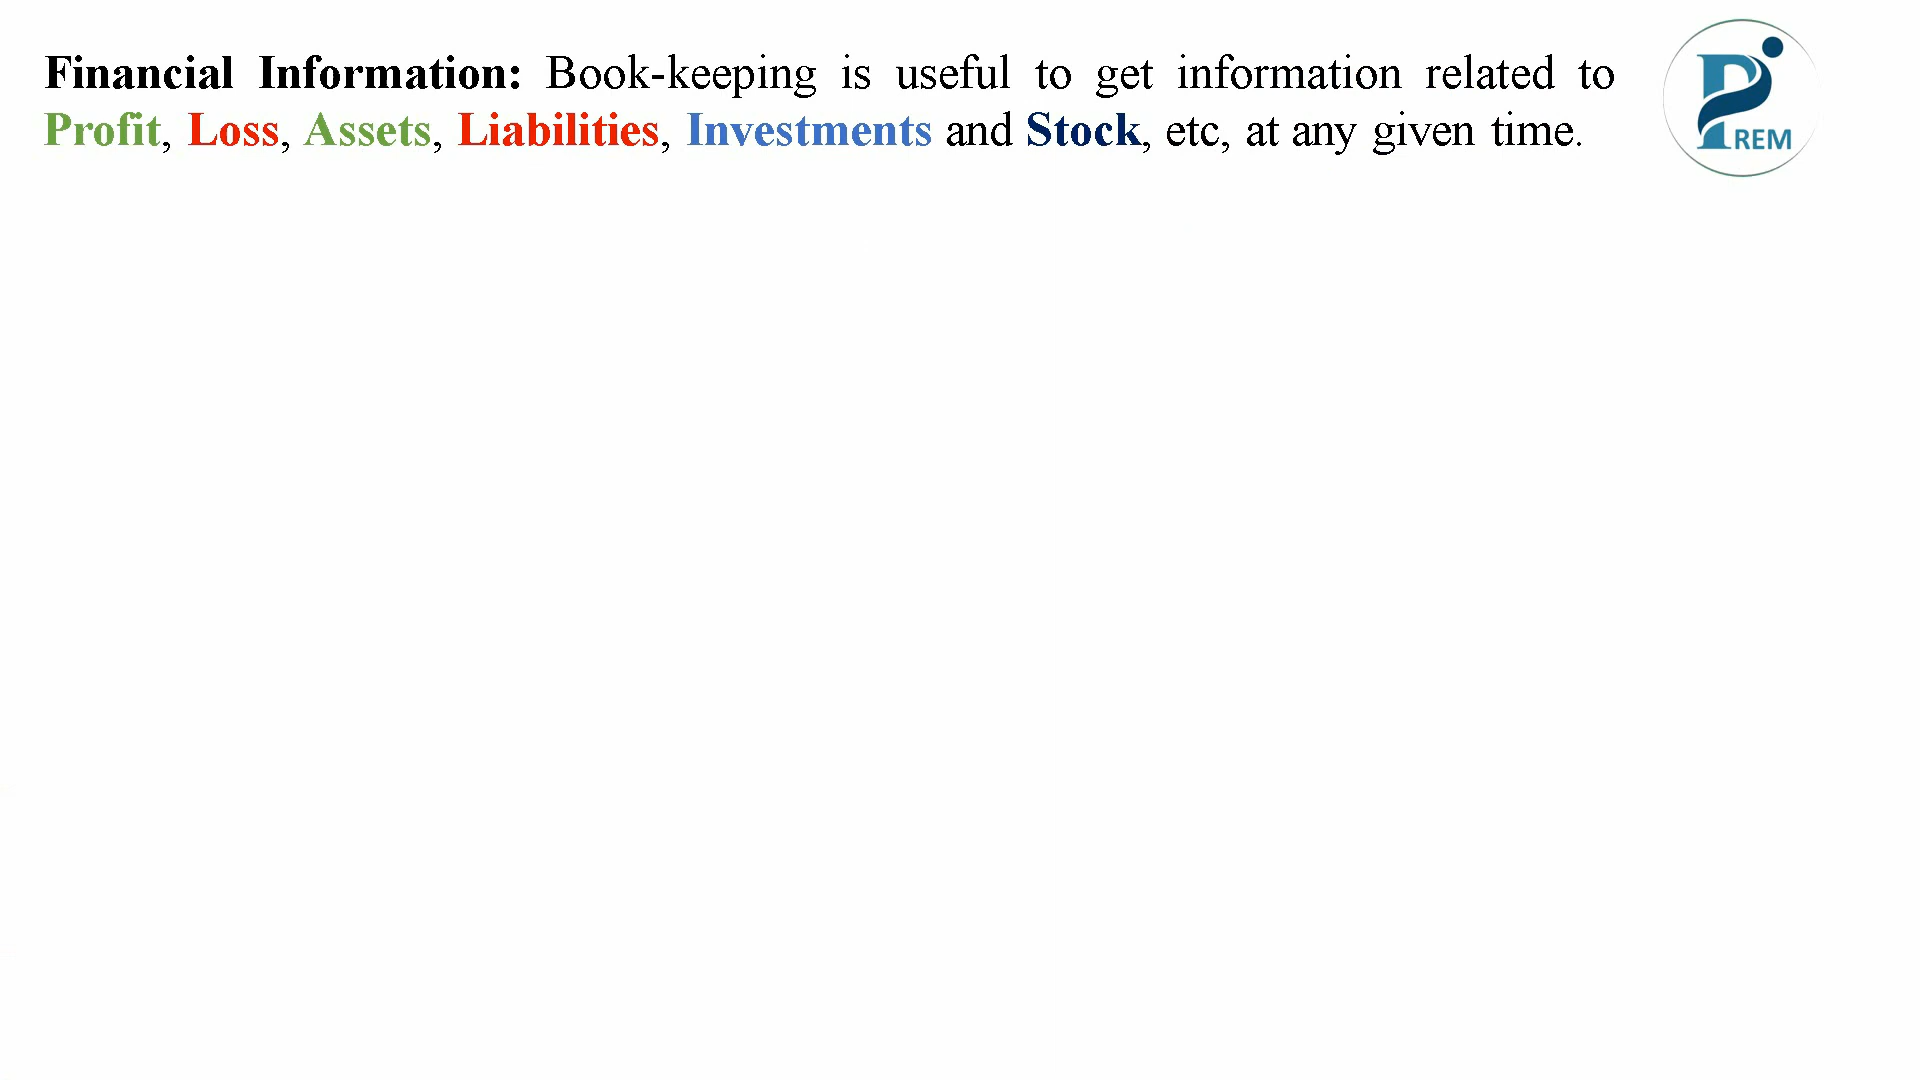 Financial Information: Book-keeping is useful to get information related to
Profit, Loss, Assets, Liabilities, Investments and Stock, etc, at any given time.
PREM